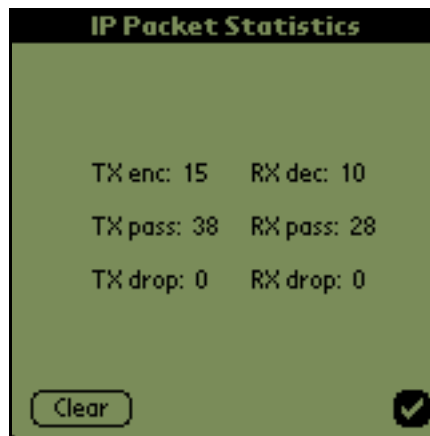 IP Packet Statistics
TX enc: 15 RX dec: 10
TX pass: 38 RX pass: 28
TX drop: 0 RX drop: 0
Clear